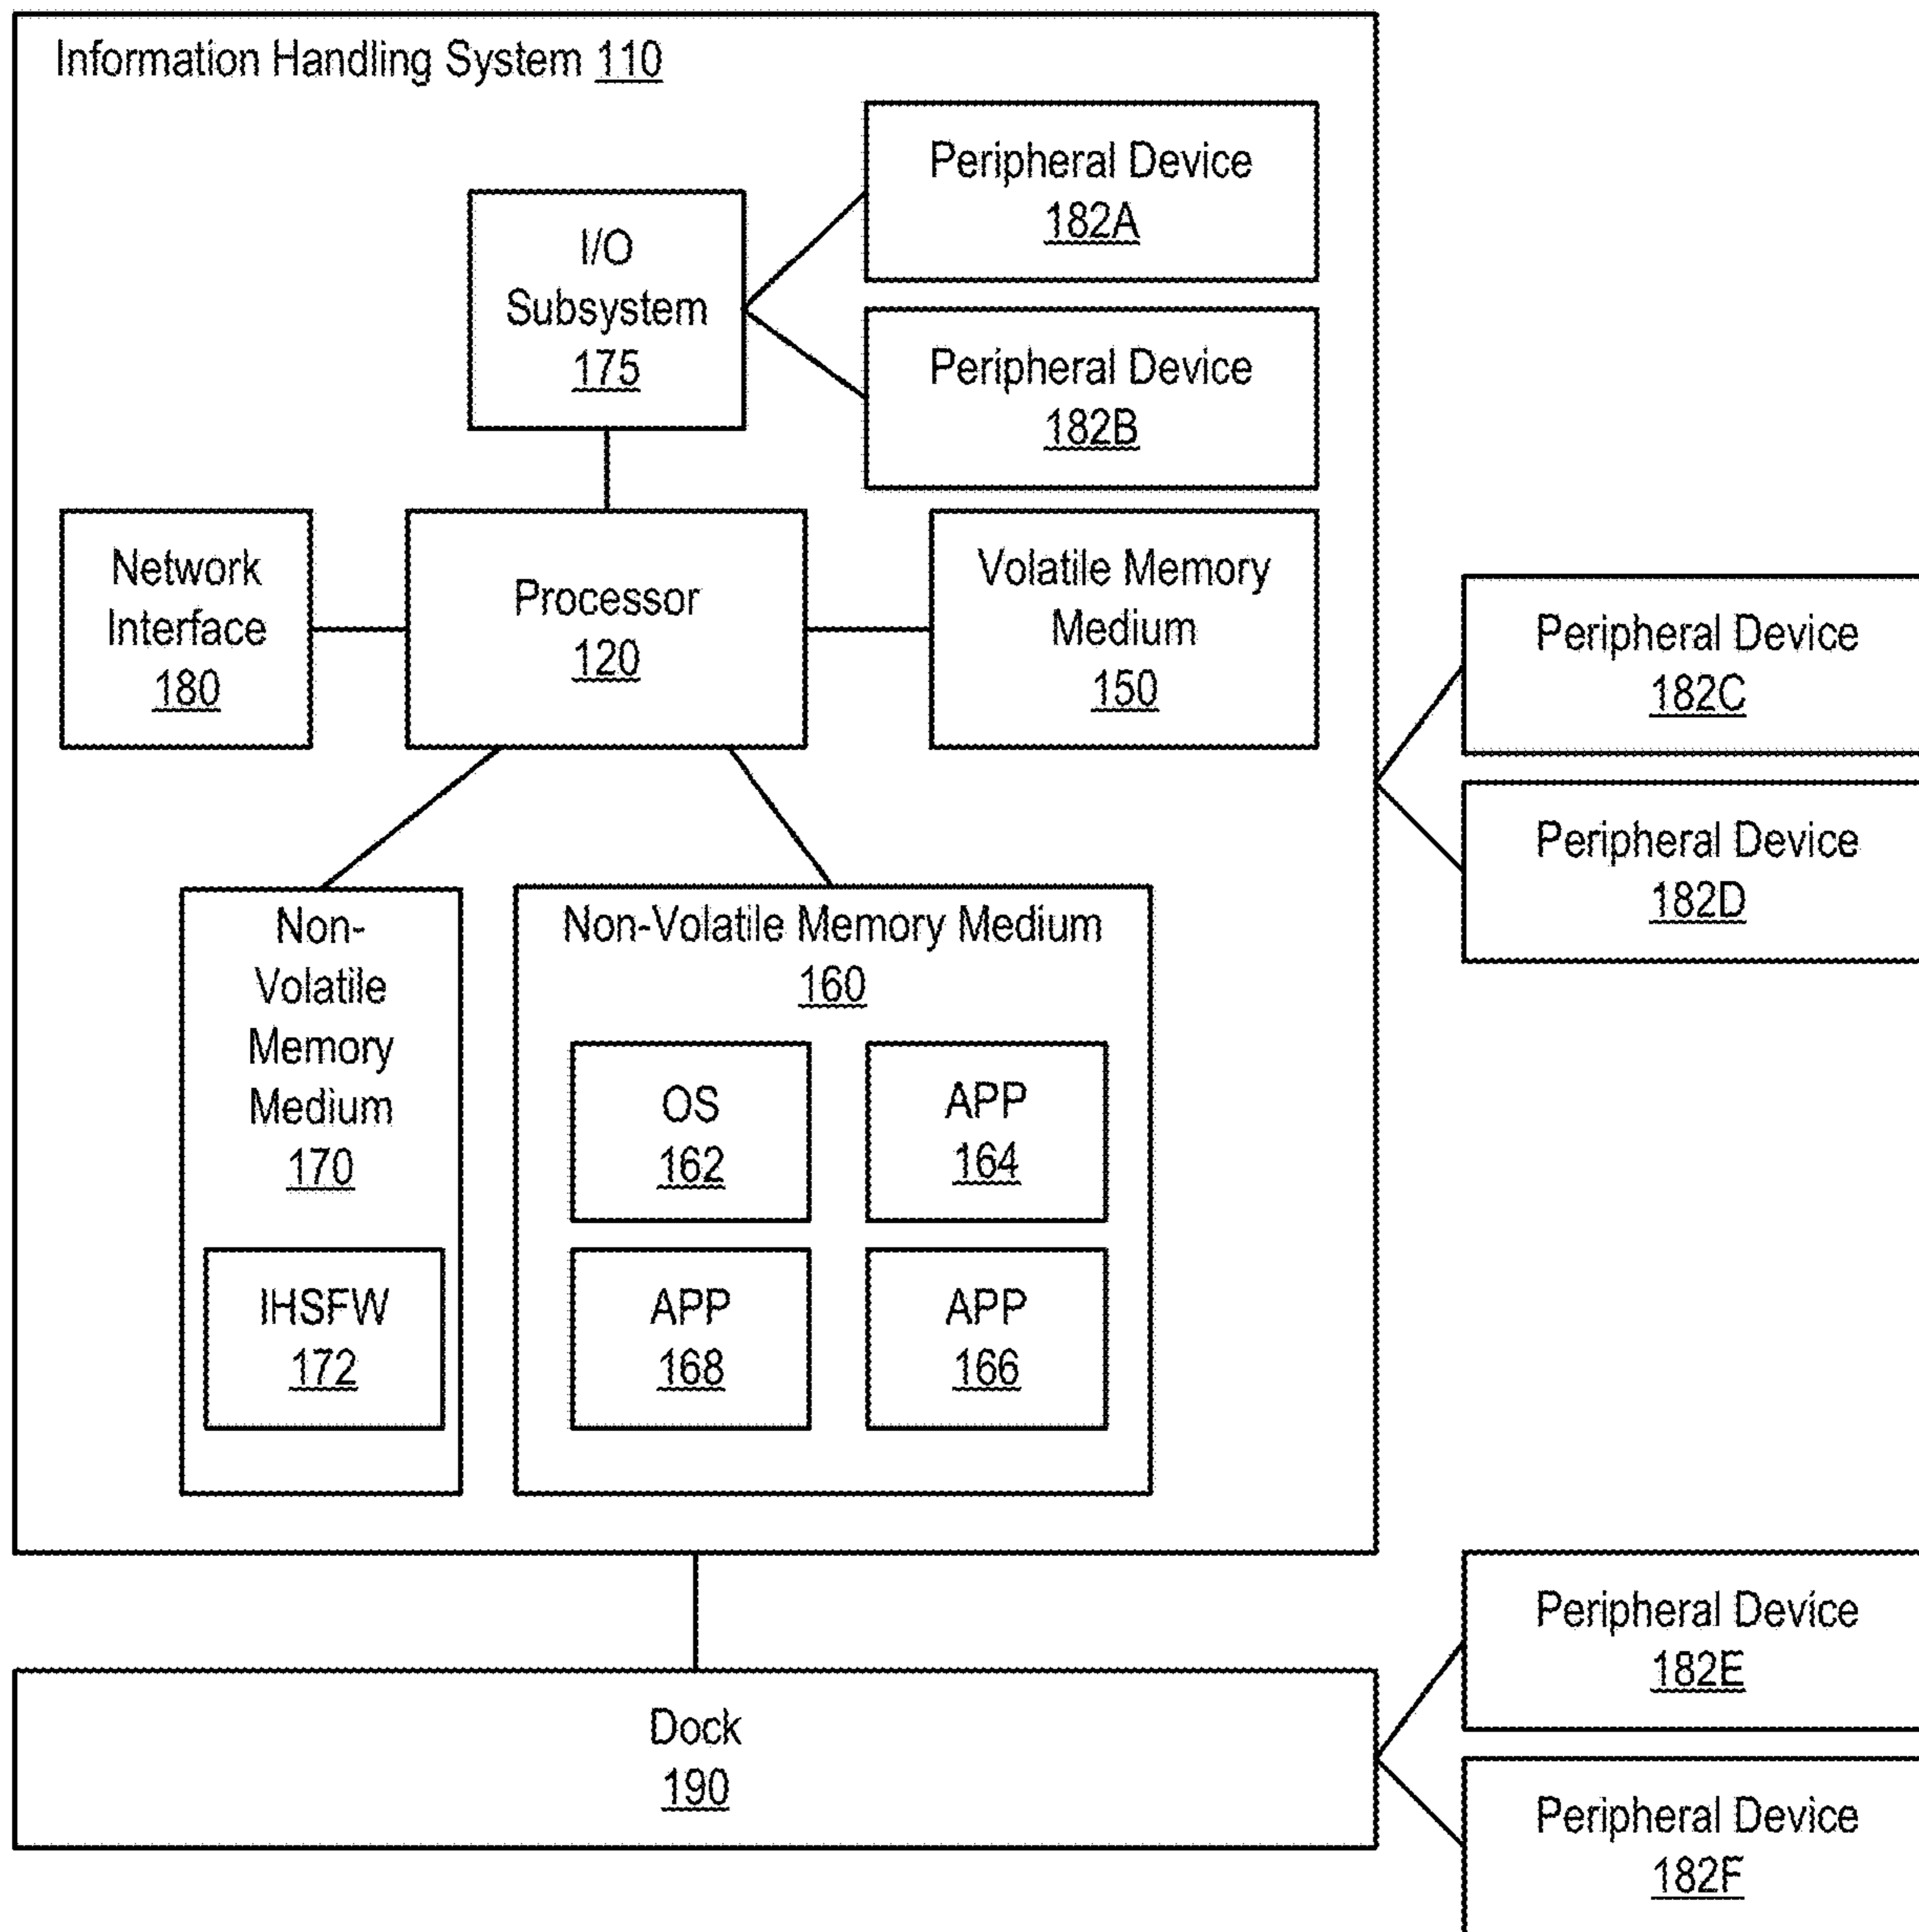 Information Handling System 110
Peripheral Device
182A
I/O
Subsystem
175
Peripheral Device
182B
Network
Interface
180
Processor
120
Volatile Memory
Medium
150
Peripheral Device
182C
Peripheral Device
182D
Non-
Volatile
Memory
Medium
170
IHSFW
172
Non-Volatile Memory Medium
160
OS
162
APP
164
APP
168
APP
166
Dock
190
Peripheral Device
182E
Peripheral Device
182F